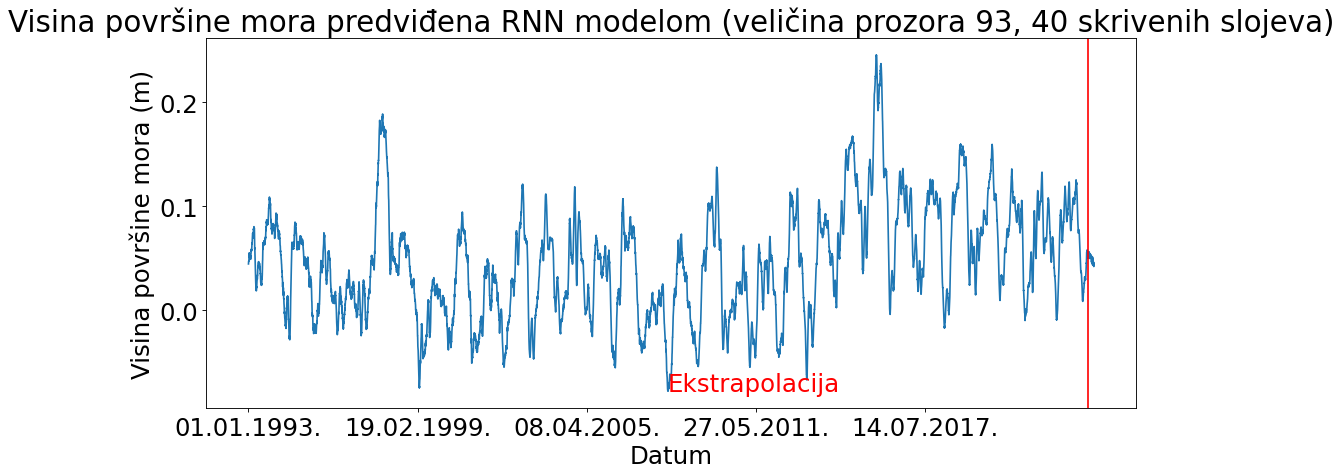 Visina površine mora predviđena RNN modelom (veličina prozora 93, 40 skrivenih slojeva)
Visina površine mora (m)
0.2
0.1
0.0
Ekstrapolacija
01.01.1993. 19.02.1999. 08.04.2005. 27.05.2011. 14.07.2017.
Datum